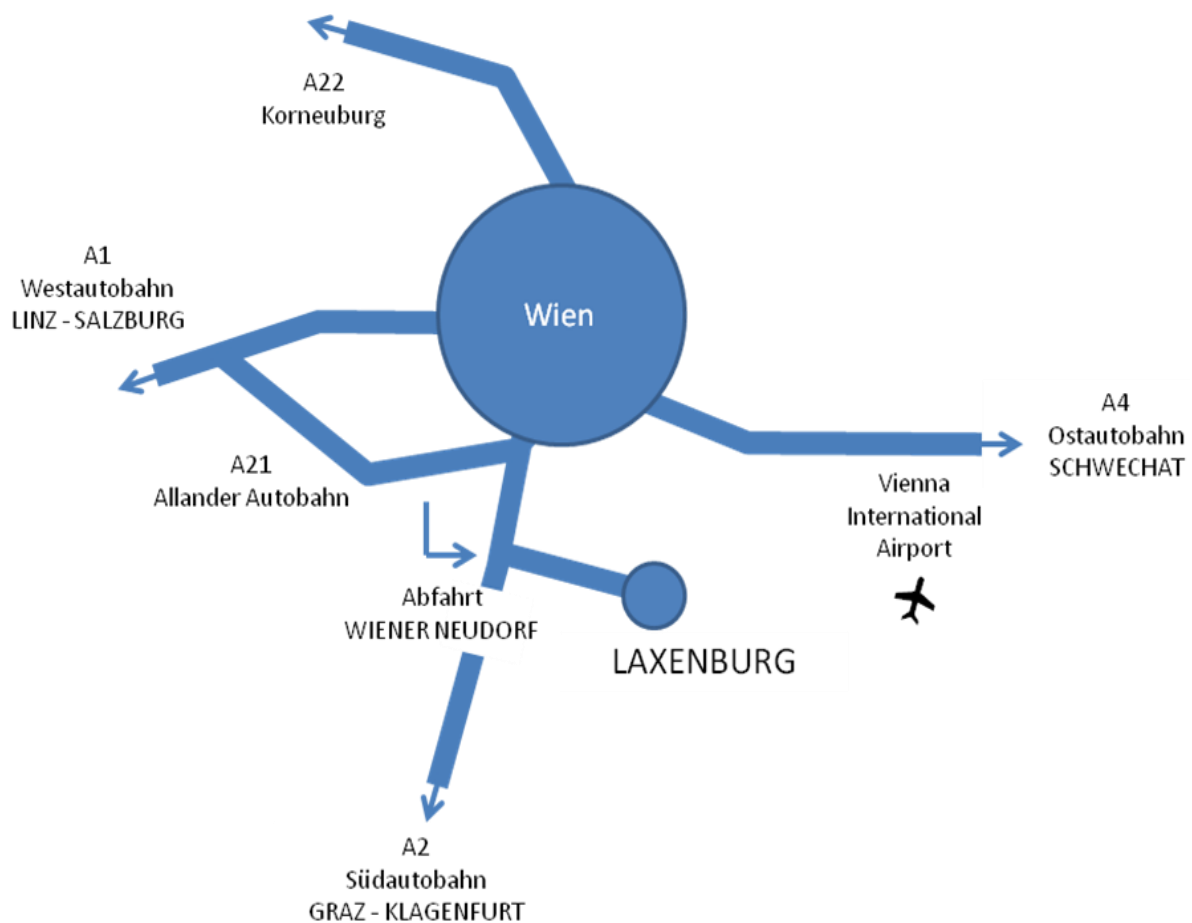 A22
Korneuburg
A1
Westautobahn
LINZ - SALZBURG
Wien
A4
Ostautobahn
SCHWECHAT
A21
Allander Autobahn
Vienna
International
Airport
Abfahrt
WIENER NEUDORF
LAXENBURG
A2
Südautobahn
GRAZ - KLAGENFURT